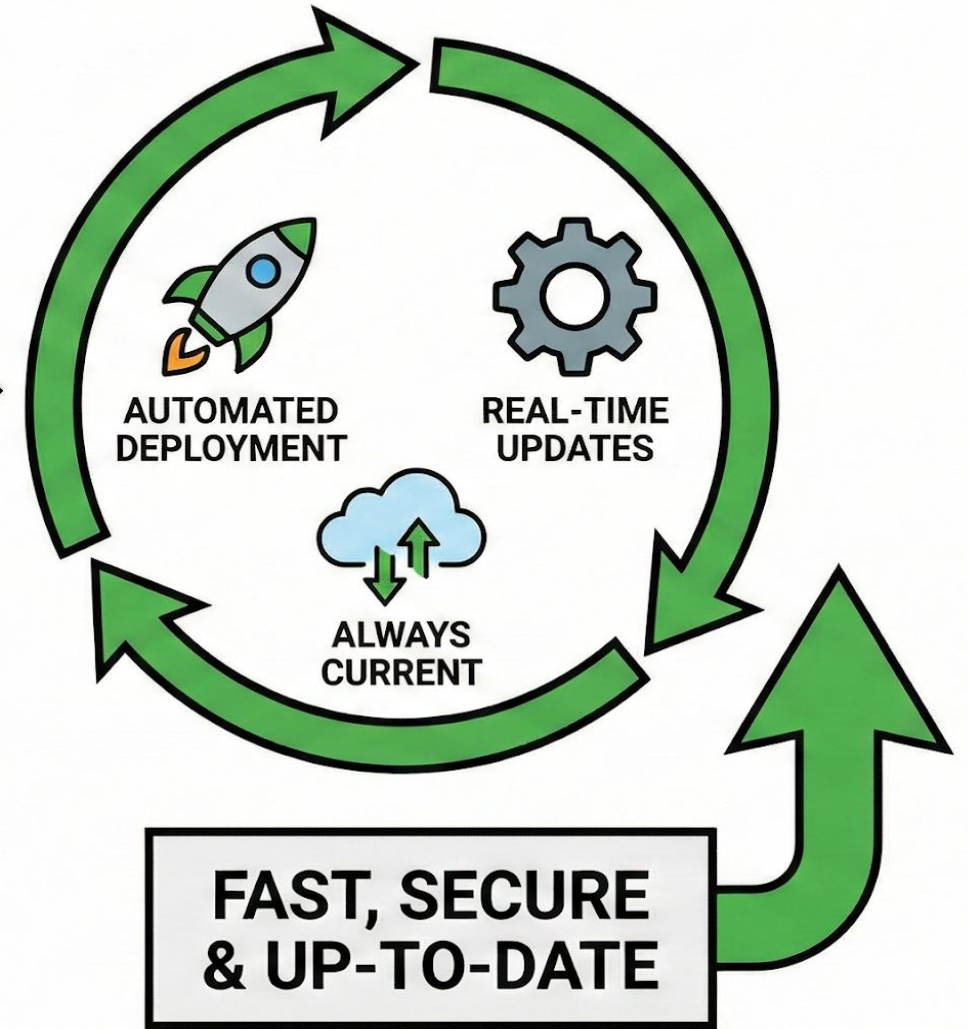 AUTOMATED
DEPLOYMENT
REAL-TIME
UPDATES
ALWAYS
CURRENT
FAST, SECURE
& UP-TO-DATE